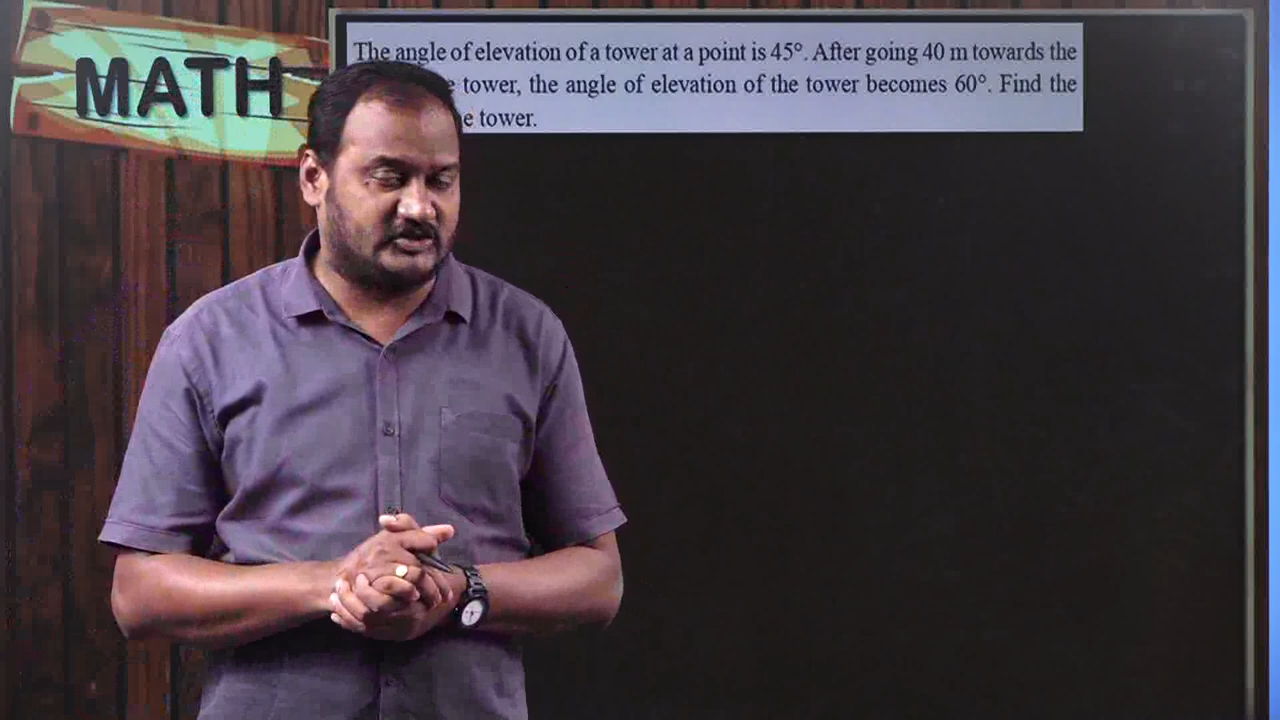 MATH
The angle of elevation of a tower at a point is 45°. After going 40 m towards the
tower, the angle of elevation of the tower becomes 60°. Find the
tower.